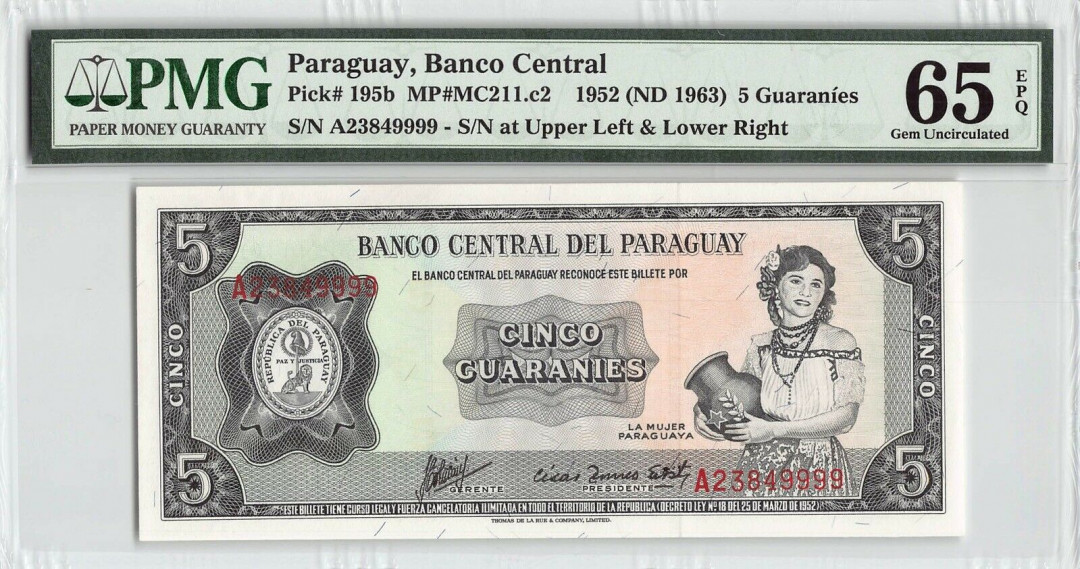 PMG
PAPER MONEY GUARANTY
Paraguay, Banco Central
Pick# 195b MP#MC211.c2 1952 (ND 1963) 5 Guaraníes
S/N A23849999 - S/N at Upper Left & Lower Right
65
EPQ
Gem Uncirculated
5
5
BANCO CENTRAL DEL PARAGUAY
EL BANCO CENTRAL DEL PARAGUAY RECONOCE ESTE BILLETE POR
A23849999
REPÚBLICA DEL PARAGUAY
PAZ Y JUSTICIA
CINCO
GUARANIES
CINCO
CINCO
LA MUJER
PARAGUAYA
5
5
GERENTE
PRESIDENTE
A23849999
ESTE BILLETE TIENE CURSO LEGAL Y FUERZA CANCELATORIA ILIMITADA EN TODO EL TERRITORIO DE LA REPUBLICA (DECRETO LEY Nº 18 DEL 25 DE MARZO DE 1952)
THOMAS DE LA RUE & COMPANY, LIMITED.